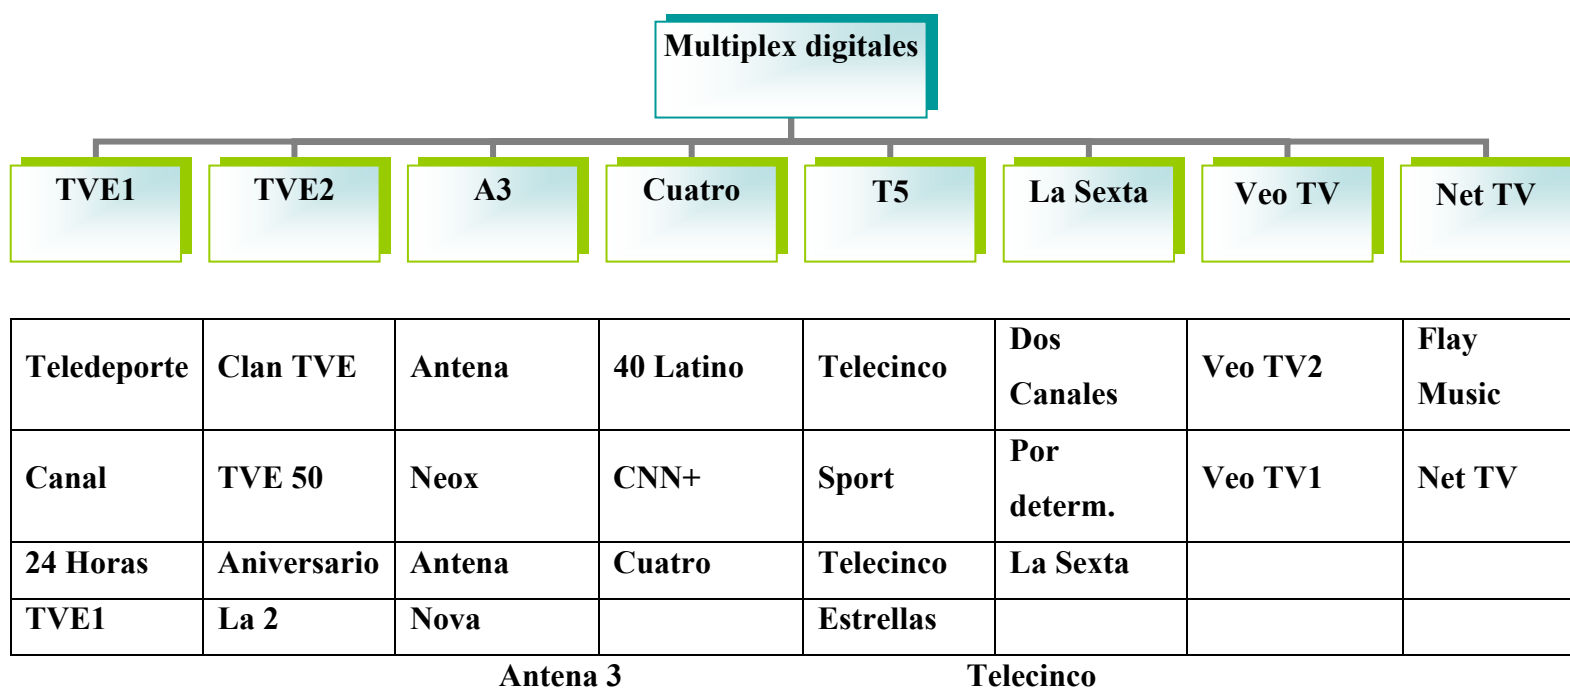 Multiplex digitales
TVE1
TVE2
A3
Cuatro
T5
La Sexta
Veo TV
Net TV
Teledeporte
Clan TVE
Antena
40 Latino
Telecinco
Dos
Canales
Veo TV2
Flay
Music
Canal
TVE 50
Neox
CNN+
Sport
Por
determ.
Veo TV1
Net TV
24 Horas
Aniversario
Antena
Cuatro
Telecinco
La Sexta
TVE1
La 2
Nova
Estrellas
Antena 3
Telecinco